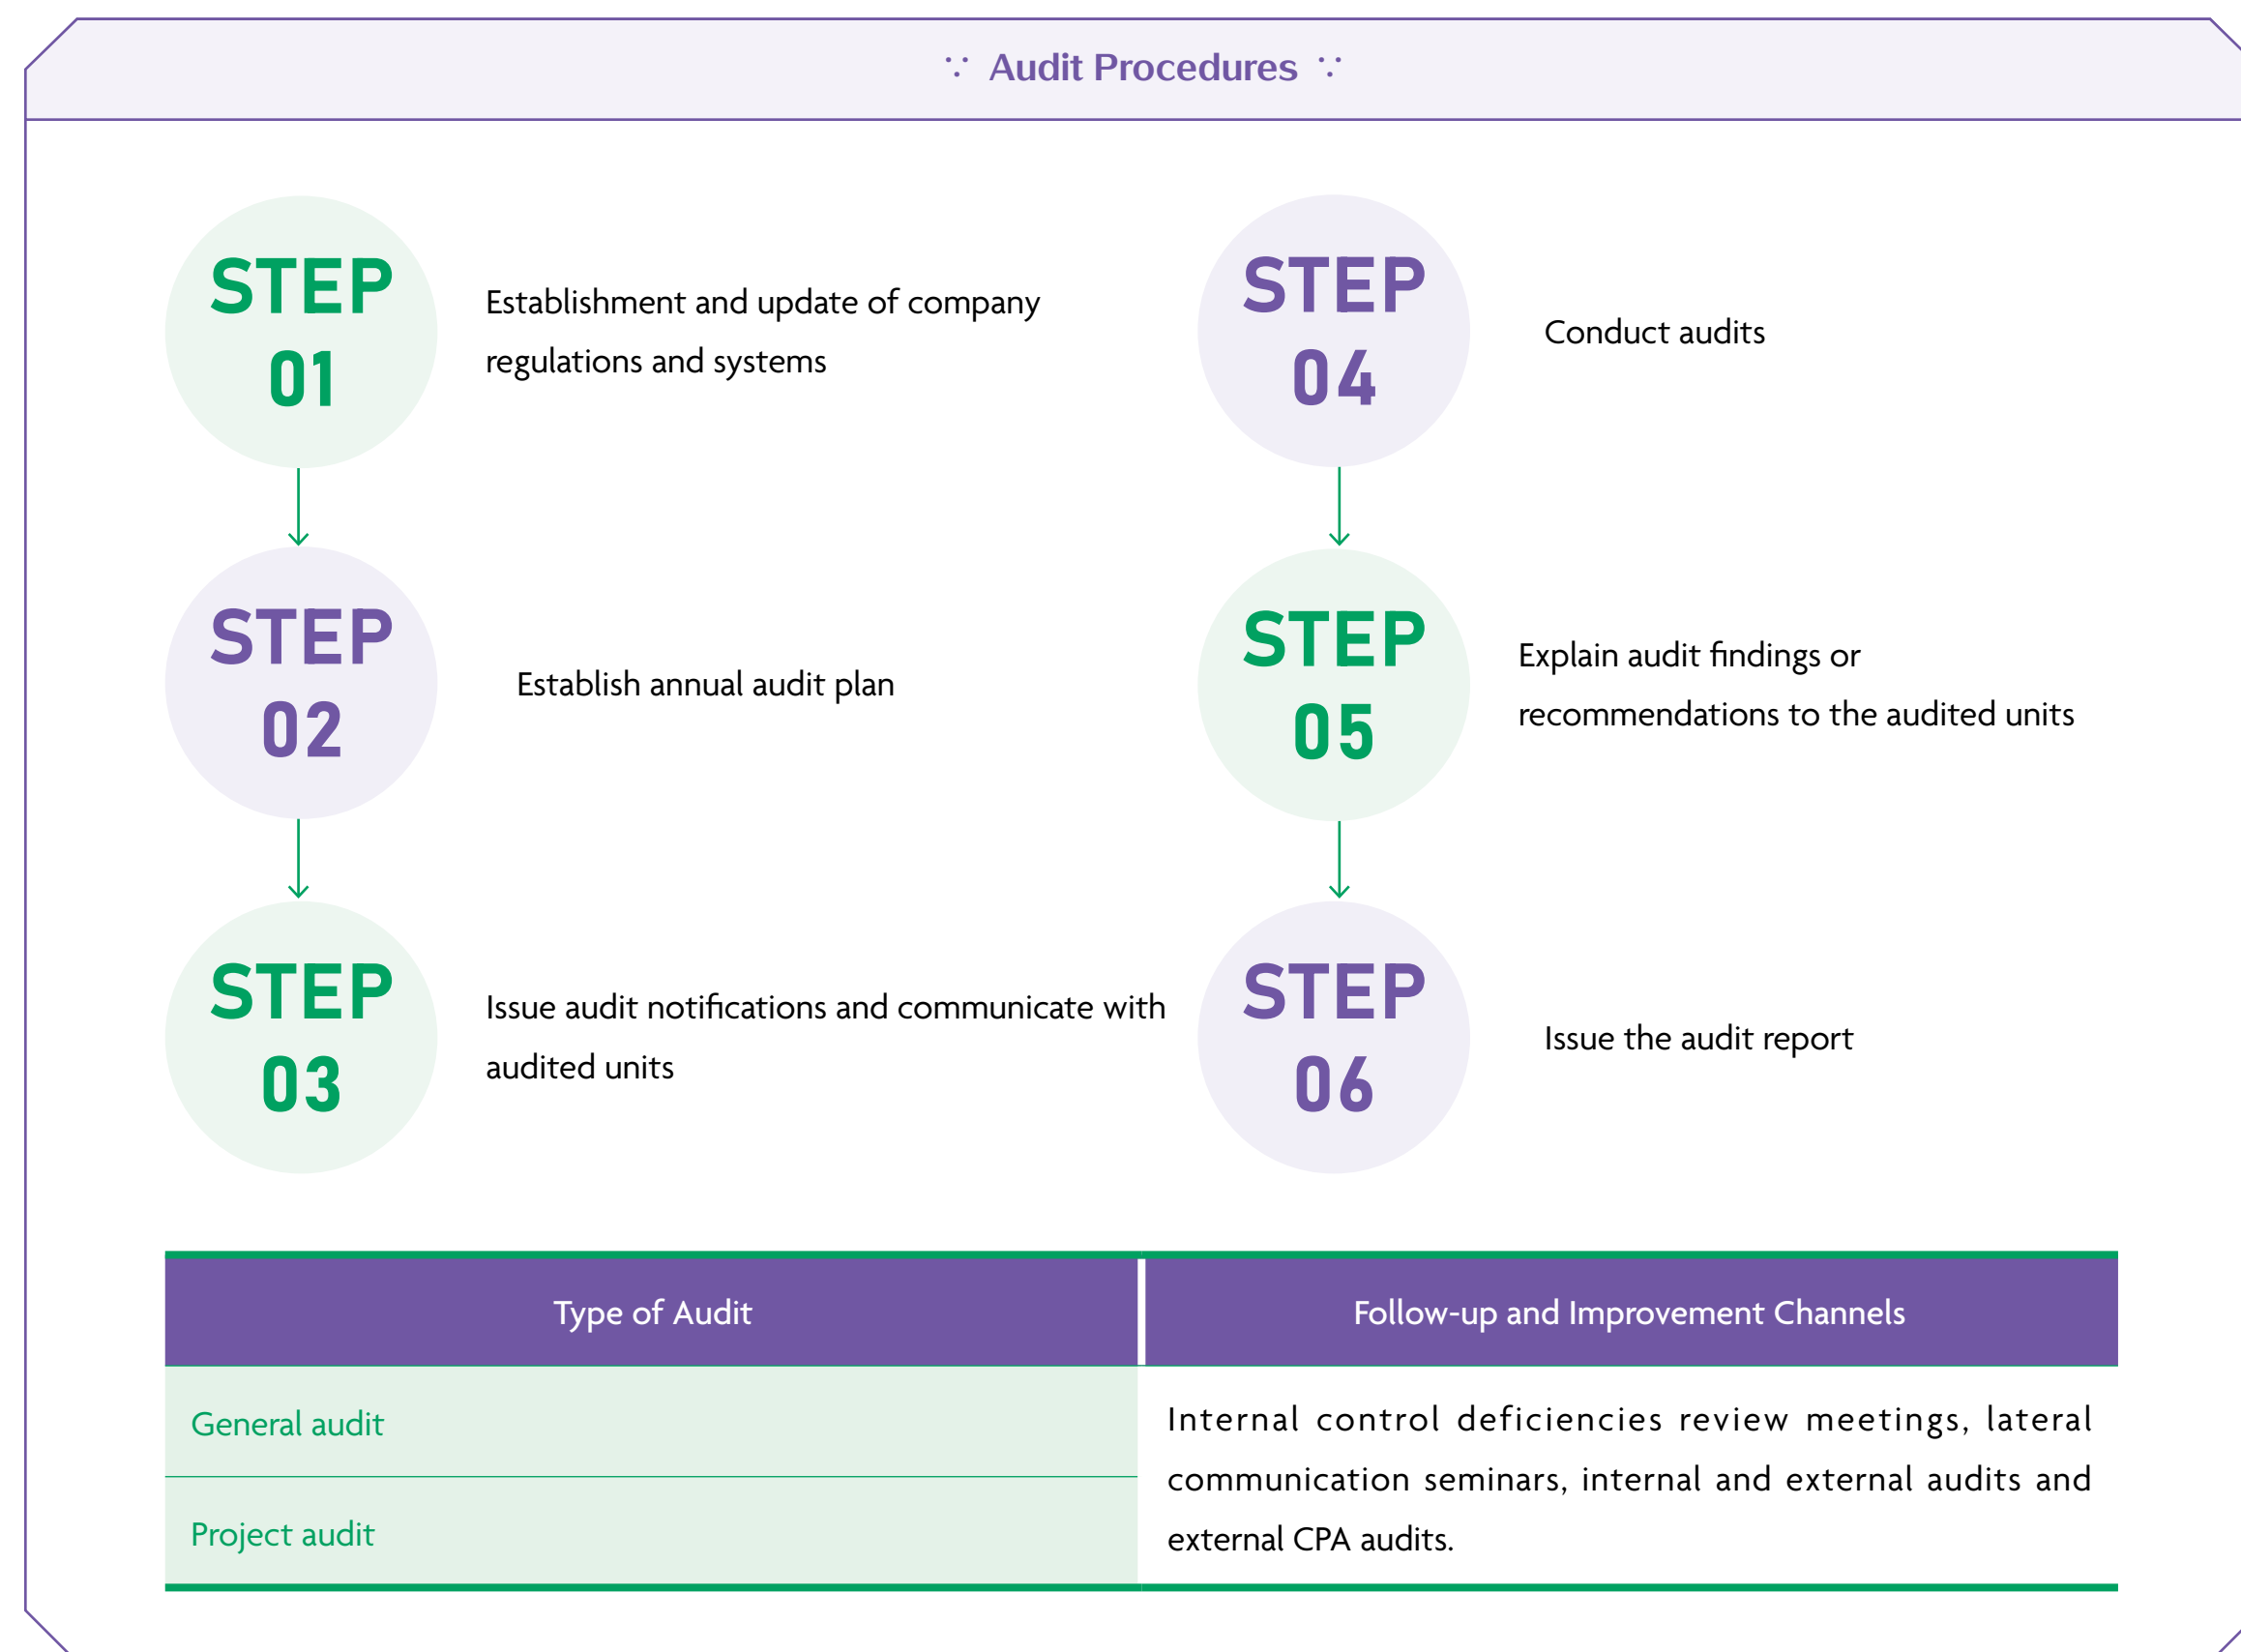 Audit Procedures
STEP
01
Establishment and update of company
regulations and systems
STEP
02
Establish annual audit plan
STEP
03
Issue audit notifications and communicate with
audited units
STEP
04
Conduct audits
STEP
05
Explain audit findings or
recommendations to the audited units
STEP
06
Issue the audit report
Type of Audit
Follow-up and Improvement Channels
General audit
Project audit
Internal control deficiencies review meetings, lateral
communication seminars, internal and external audits and
external CPA audits.